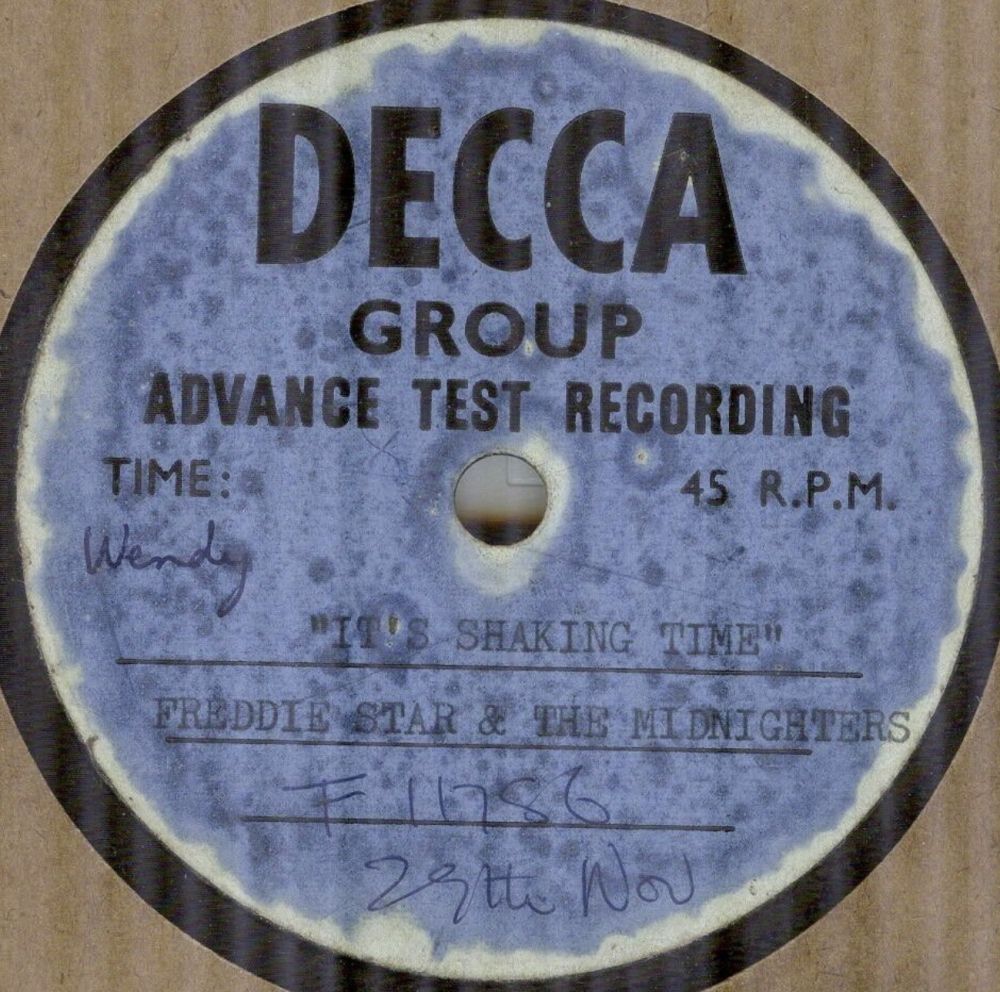 DECCA
GROUP
ADVANCE TEST RECORDING
TIME: 45 R.P.M.
Wendy
"IT'S SHAKING TIME"
FREDDIE STAR & THE MIDNIGHTERS
F 11786
29th Nov